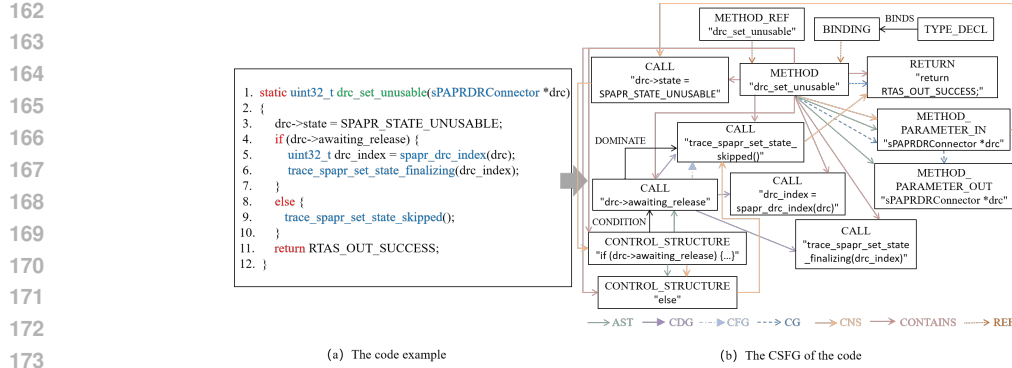 162
163
164
165
166
167
168
169
170
171
172
173
1. static uint32_t drc_set_unusable(sPAPRDRConnector *drc)
2. {
3. drc->state = SPAPR_STATE_UNUSABLE;
4. if (drc->awaiting_release) {
5. uint32_t drc_index = spapr_drc_index(drc);
6. trace_spapr_set_state_finalizing(drc_index);
7. }
8. else {
9. trace_spapr_set_state_skipped();
10. }
11. return RTAS_OUT_SUCCESS;
12. }
(a) The code example
METHOD_REF
"drc_set_unusable"
BINDING
BINDS
TYPE_DECL
CALL
"drc->state =
SPAPR_STATE_UNUSABLE"
METHOD
"drc_set_unusable"
RETURN
"return
RTAS_OUT_SUCCESS;"
METHOD_
PARAMETER_IN
"sPAPRDRConnector *drc"
DOMINATE
CALL
"trace_spapr_set_state_
skipped()"
METHOD_
PARAMETER_OUT
"sPAPRDRConnector *drc"
CALL
"drc->awaiting_release"
CALL
"drc_index =
spapr_drc_index(drc)"
CONDITION
CALL
"trace_spapr_set_state
_finalizing(drc_index)"
CONTROL_STRUCTURE
"if (drc->awaiting_release) {...}"
CONTROL_STRUCTURE
"else"
AST CDG CFG CG CNS CONTAINS REF
(b) The CSFG of the code